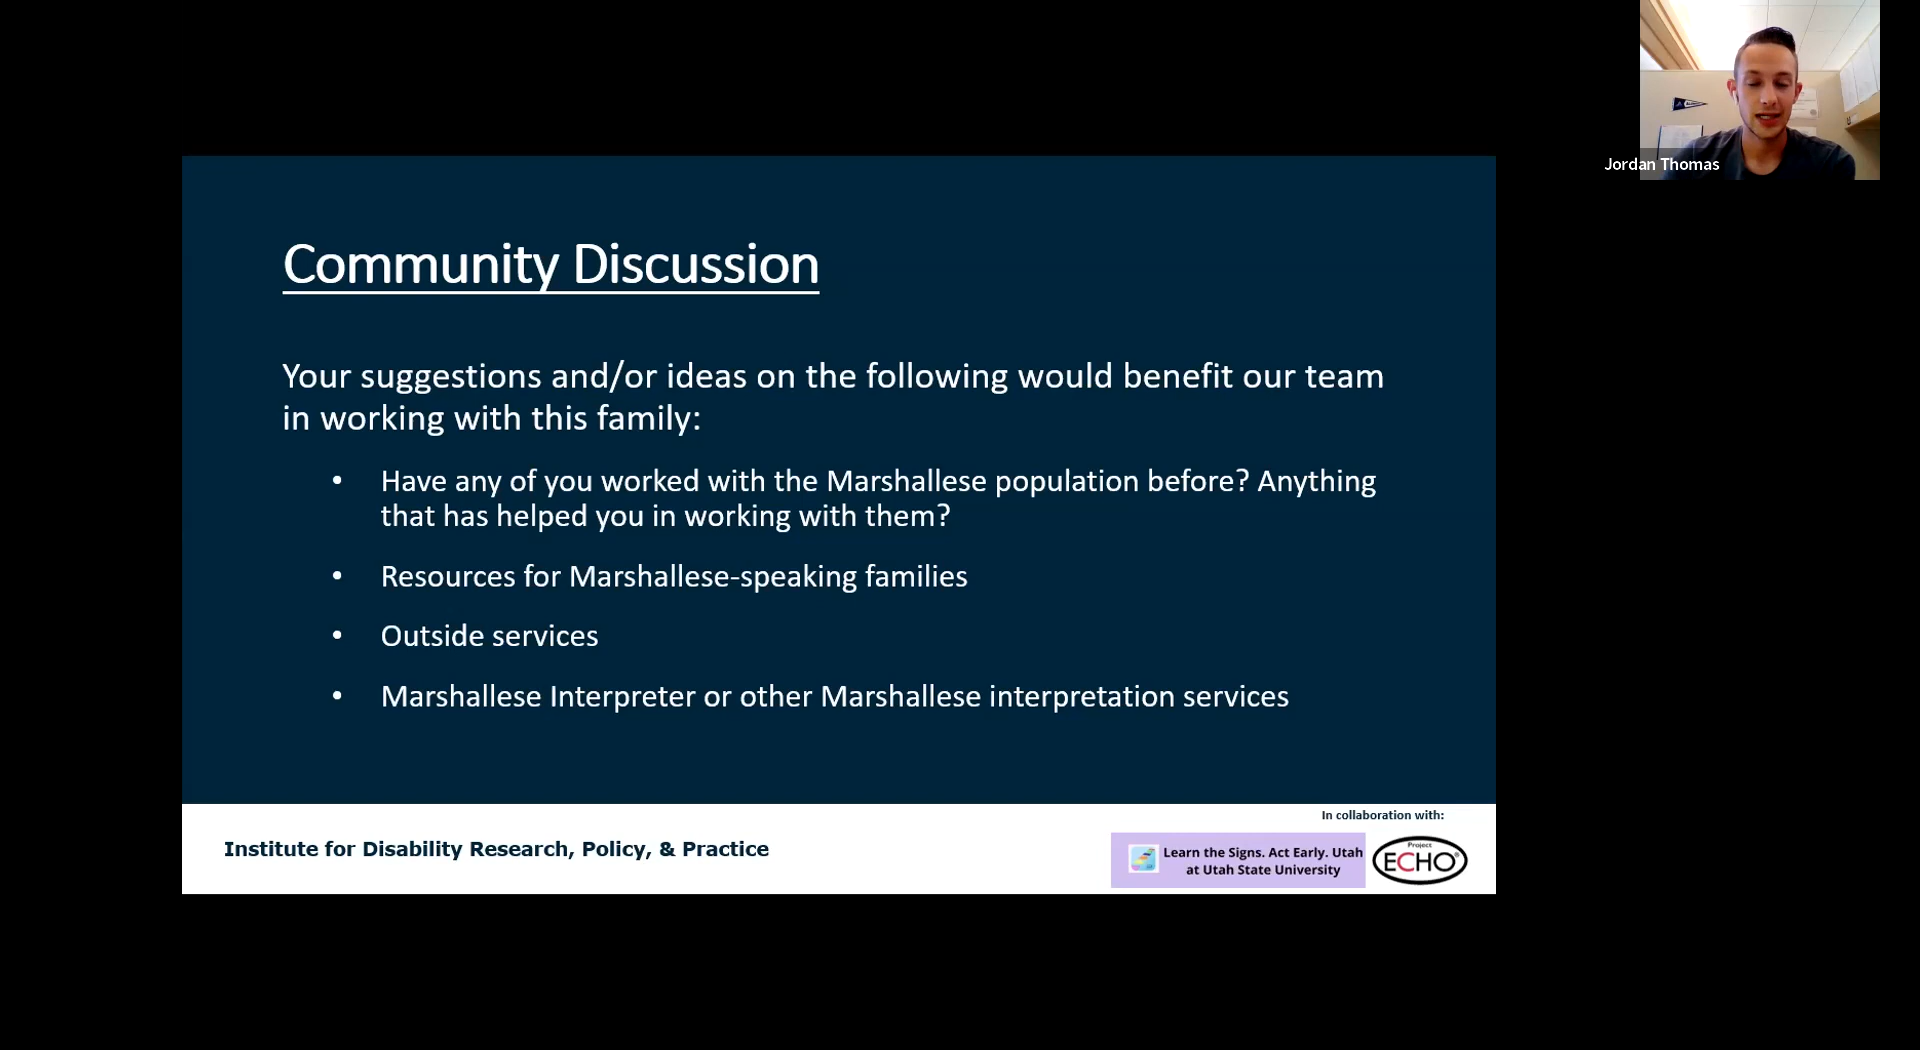 Jordan Thomas
Community Discussion
Your suggestions and/or ideas on the following would benefit our team
in working with this family:
• Have any of you worked with the Marshallese population before? Anything
that has helped you in working with them?
• Resources for Marshallese-speaking families
• Outside services
• Marshallese Interpreter or other Marshallese interpretation services
In collaboration with:
Institute for Disability Research, Policy, & Practice
Learn the Signs. Act Early. Utah
at Utah State University
Project
ECHO®